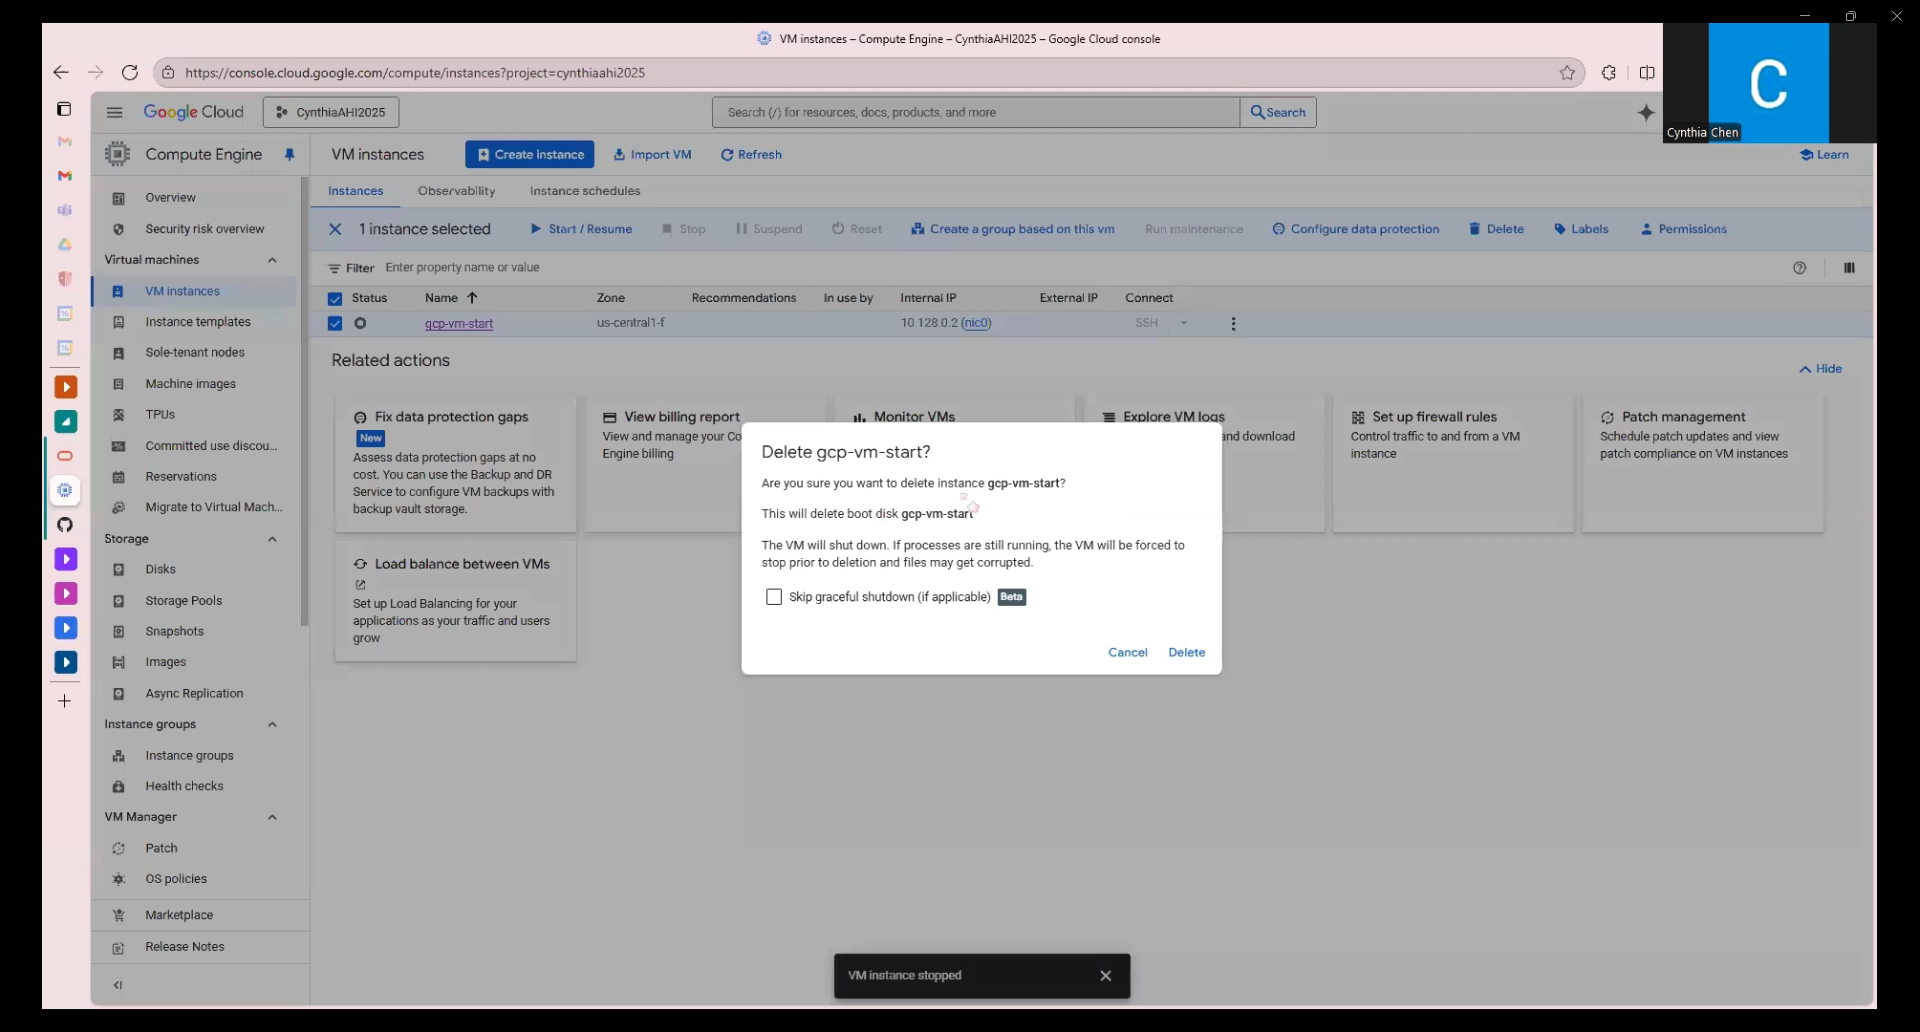 VM instances – Compute Engine – CynthiaAHI2025 – Google Cloud console
https://console.cloud.google.com/compute/instances?project=cynthiaahi2025
C
Cynthia Chen
Google Cloud
CynthiaAHI2025
Search (/) for resources, docs, products, and more
Search
Compute Engine
VM instances
Create instance
Import VM
Refresh
Learn
Instances
Observability
Instance schedules
1 instance selected
Start / Resume
Stop
Suspend
Reset
Create a group based on this vm
Run maintenance
Configure data protection
Delete
Labels
Permissions
Filter
Enter property name or value
Status
Name
Zone
Recommendations
In use by
Internal IP
External IP
Connect
gcp-vm-start
us-central1-f
10.128.0.2 (nic0)
SSH
Overview
Security risk overview
Virtual machines
VM instances
Instance templates
Sole-tenant nodes
Machine images
TPUs
Committed use discou...
Reservations
Migrate to Virtual Mach...
Storage
Disks
Storage Pools
Snapshots
Images
Async Replication
Instance groups
Instance groups
Health checks
VM Manager
Patch
OS policies
Marketplace
Release Notes
Related actions
Hide
Fix data protection gaps
New
Assess data protection gaps at no
cost. You can use the Backup and DR
Service to configure VM backups with
backup vault storage.
View billing report
View and manage your Co
Engine billing
Monitor VMs
Explore VM logs
and download
Set up firewall rules
Control traffic to and from a VM
instance
Patch management
Schedule patch updates and view
patch compliance on VM instances
Load balance between VMs
Set up Load Balancing for your
applications as your traffic and users
grow
Delete gcp-vm-start?
Are you sure you want to delete instance gcp-vm-start?
This will delete boot disk gcp-vm-start
The VM will shut down. If processes are still running, the VM will be forced to
stop prior to deletion and files may get corrupted.
Skip graceful shutdown (if applicable)
Beta
Cancel
Delete
VM instance stopped